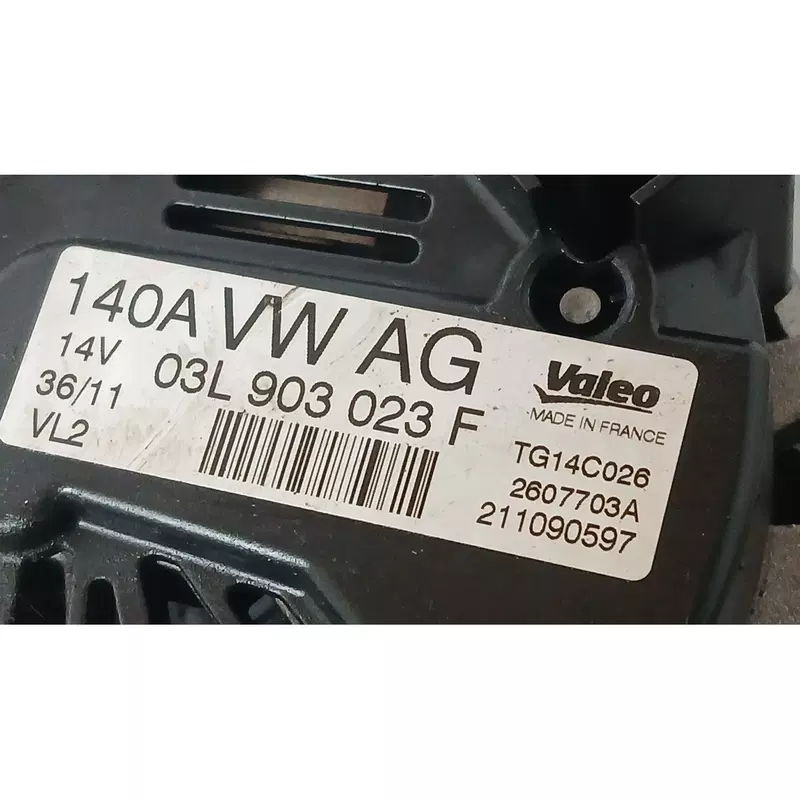 140A VW AG
14V 03L 903 023 F
36/11
VL2
Valeo
MADE IN FRANCE
TG14C026
2607703A
211090597